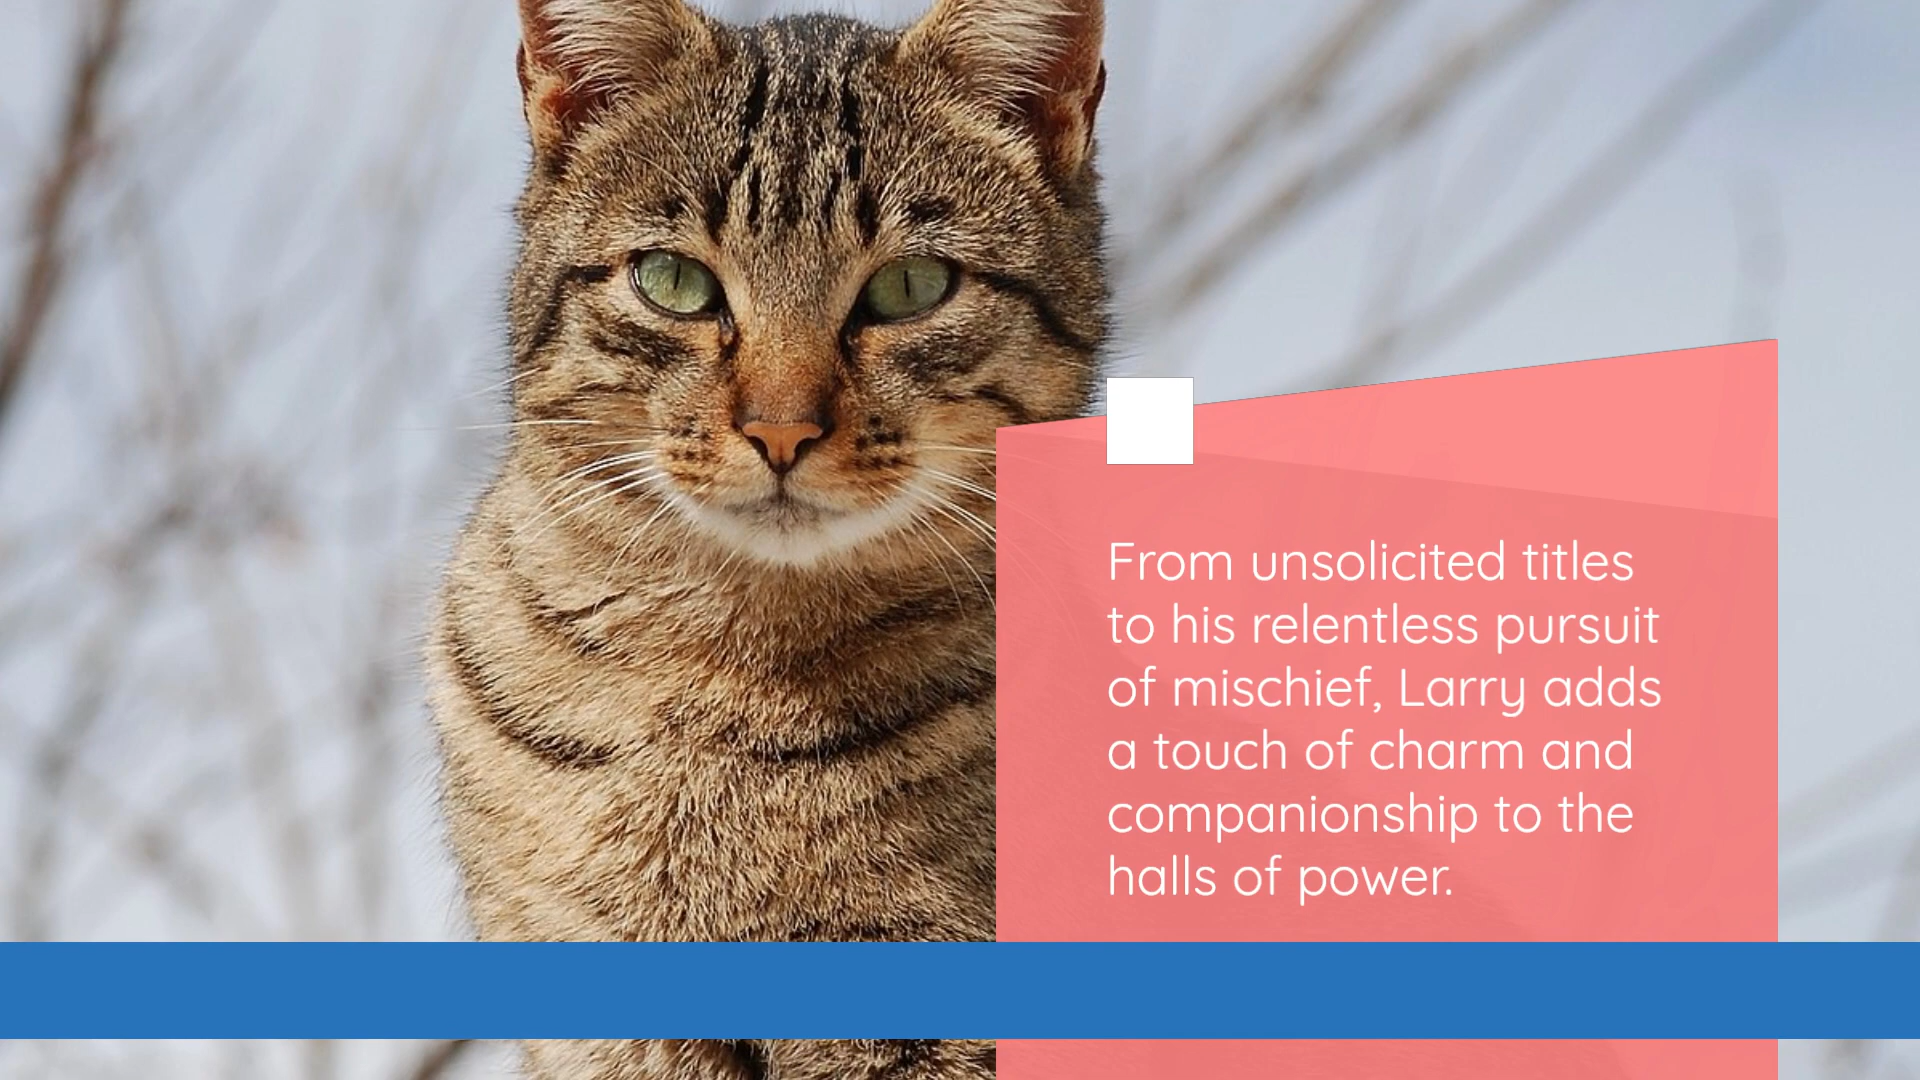 From unsolicited titles
to his relentless pursuit
of mischief, Larry adds
a touch of charm and
companionship to the
halls of power.